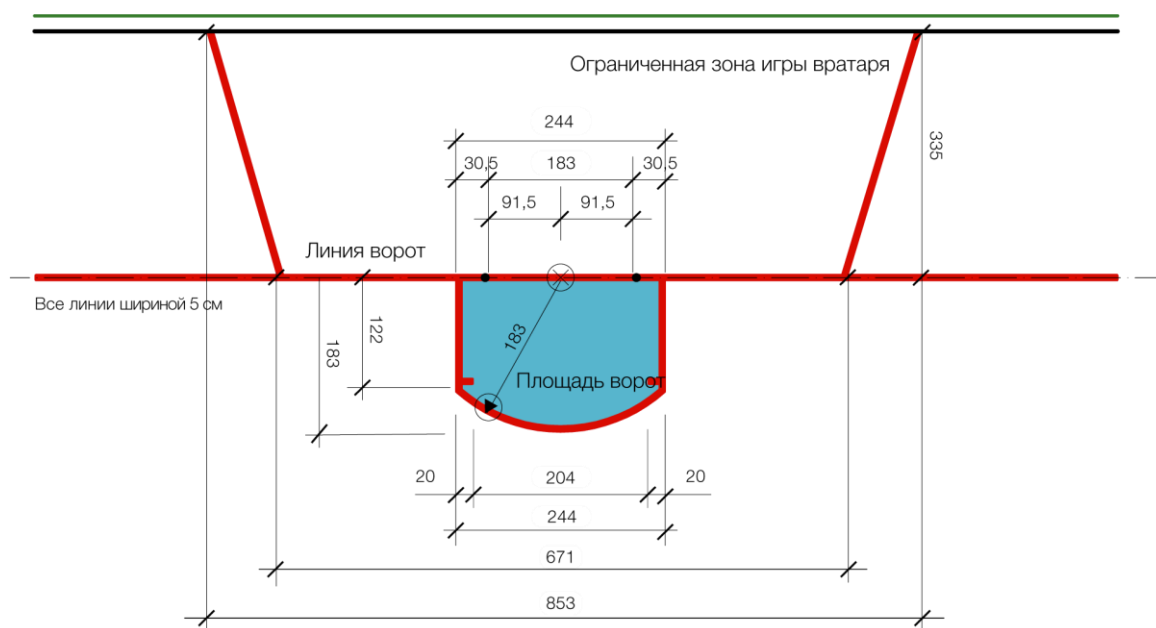 Ограниченная зона игры вратаря
244
30,5 183 30,5
335
91,5 91,5
Линия ворот
Все линии шириной 5 см
122
183
183
Площадь ворот
20 204 20
244
671
853